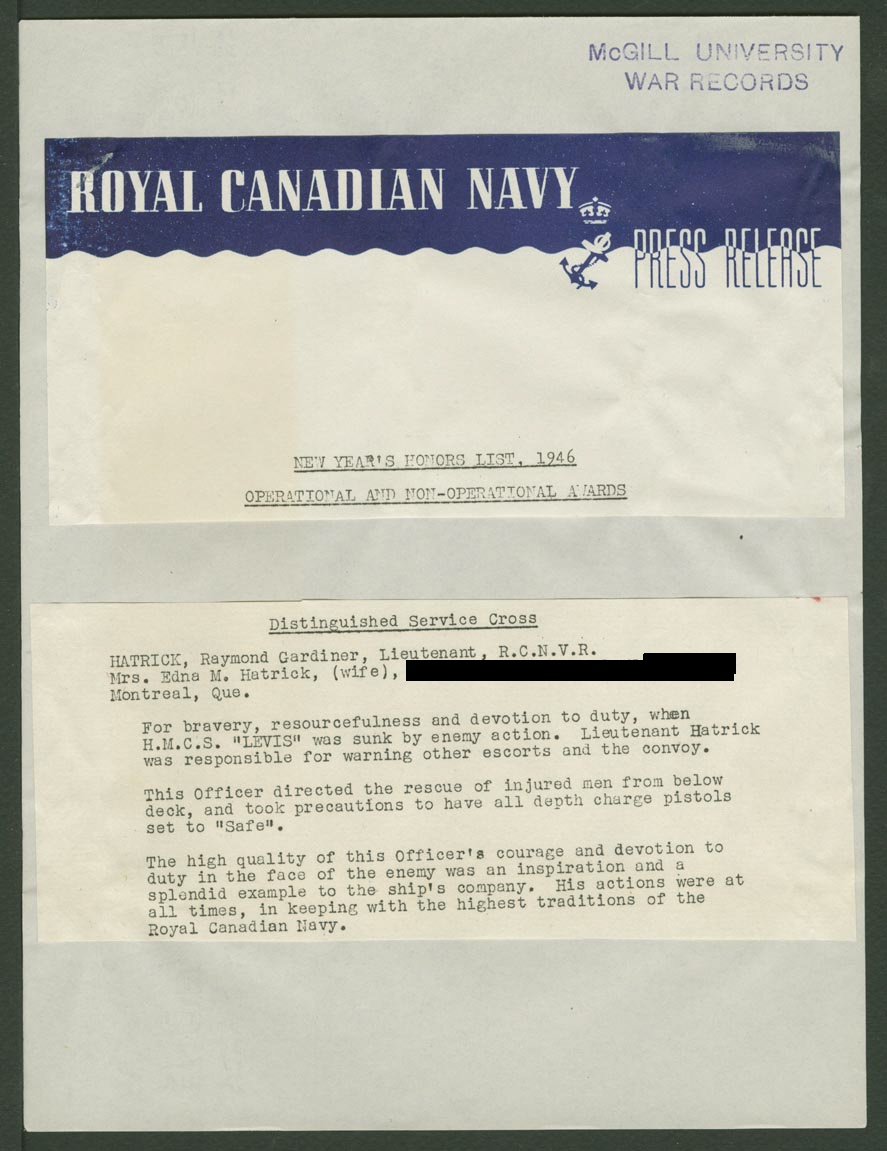 McGILL UNIVERSITY
WAR RECORDS
ROYAL CANADIAN NAVY
PRESS RELEASE
NEW YEAR'S HONORS LIST, 1946
OPERATIONAL AND NON-OPERATIONAL AWARDS
Distinguished Service Cross
HATRICK, Raymond Gardiner, Lieutenant, R.C.N.V.R.
Mrs. Edna M. Hatrick, (wife),
Montreal, Que.
For bravery, resourcefulness and devotion to duty, when
H.M.C.S. "LEVIS" was sunk by enemy action. Lieutenant Hatrick
was responsible for warning other escorts and the convoy.
This Officer directed the rescue of injured men from below
deck, and took precautions to have all depth charge pistols
set to "Safe".
The high quality of this Officer's courage and devotion to
duty in the face of the enemy was an inspiration and a
splendid example to the ship's company. His actions were at
all times, in keeping with the highest traditions of the
Royal Canadian Navy.